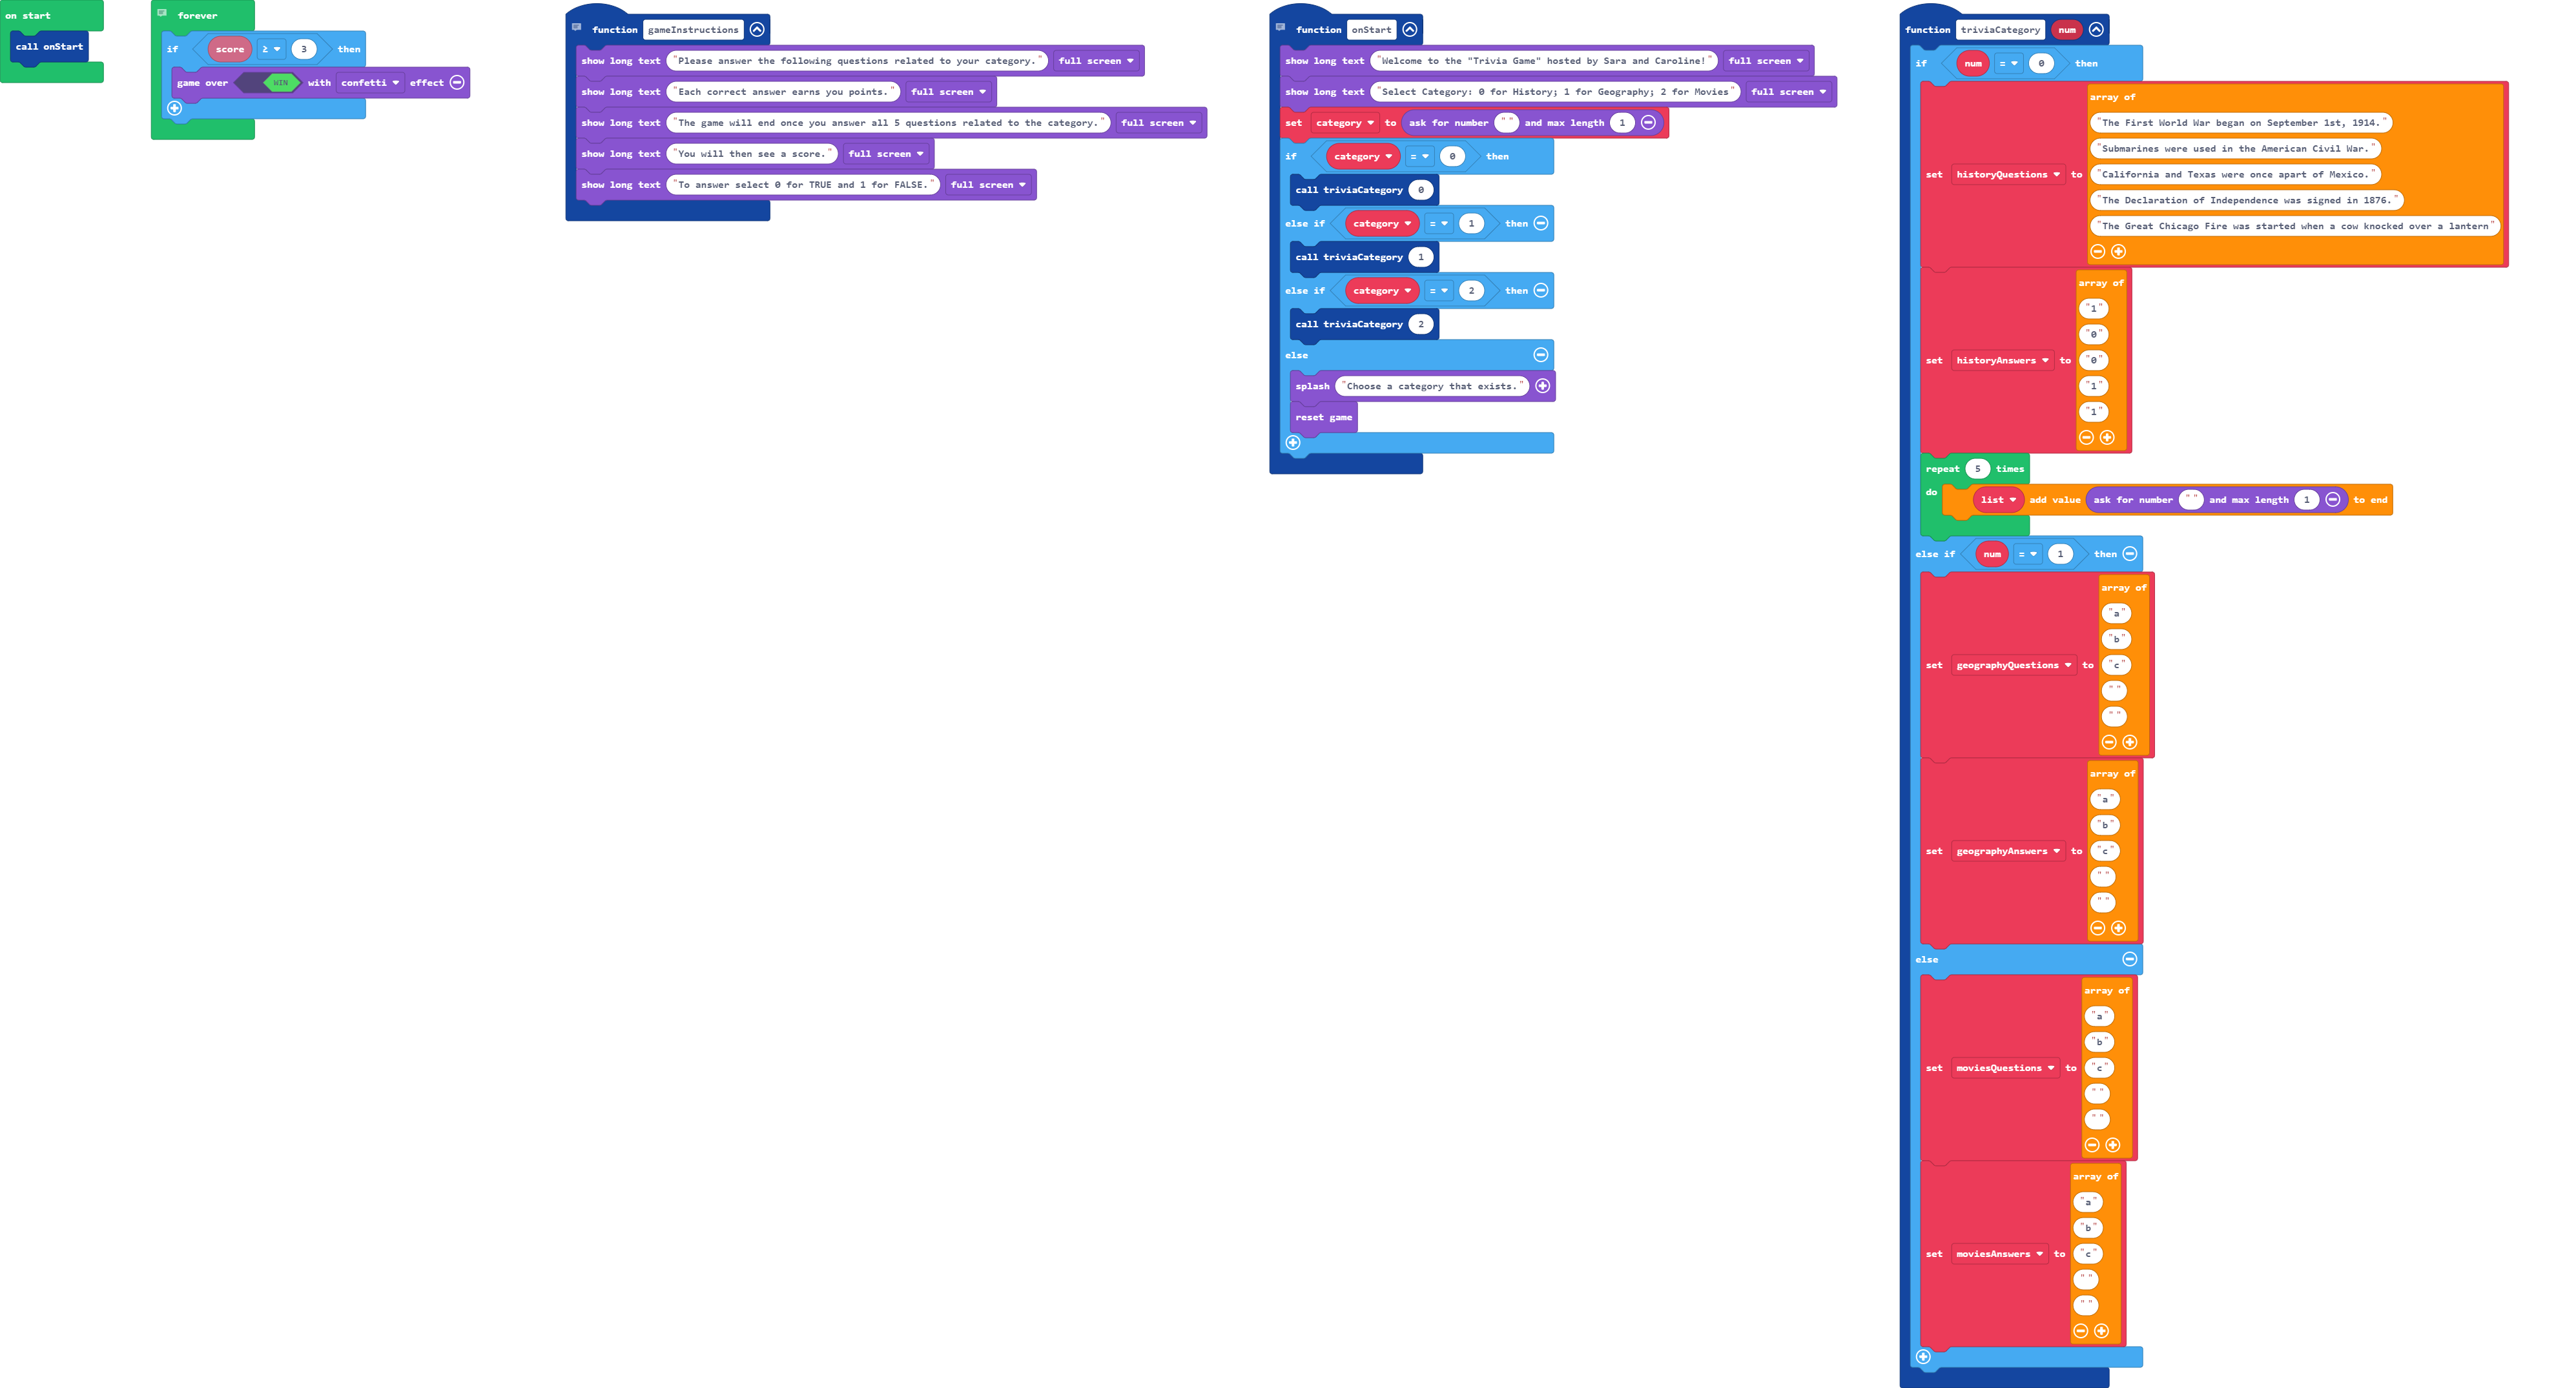 on start
call onStart
forever
if score ≥ 3 then
game over WIN with confetti effect
function gameInstructions
show long text "Please answer the following questions related to your category." full screen
show long text "Each correct answer earns you points." full screen
show long text "The game will end once you answer all 5 questions related to the category." full screen
show long text "You will then see a score." full screen
show long text "To answer select 0 for TRUE and 1 for FALSE." full screen
function onStart
show long text "Welcome to the "Trivia Game" hosted by Sara and Caroline!" full screen
show long text "Select Category: 0 for History; 1 for Geography; 2 for Movies" full screen
set category to ask for number "" and max length 1
if category = 0 then
call triviaCategory 0
else if category = 1 then
call triviaCategory 1
else if category = 2 then
call triviaCategory 2
else
splash "Choose a category that exists."
reset game
function triviaCategory num
if num = 0 then
array of
"The First World War began on September 1st, 1914."
"Submarines were used in the American Civil War."
set historyQuestions to "California and Texas were once apart of Mexico."
"The Declaration of Independence was signed in 1876."
"The Great Chicago Fire was started when a cow knocked over a lantern"
array of
"1"
"0"
set historyAnswers to "0"
"1"
"1"
repeat 5 times
do list add value ask for number "" and max length 1 to end
else if num = 1 then
array of
"a"
"b"
set geographyQuestions to "c"
""
""
array of
"a"
"b"
set geographyAnswers to "c"
""
""
else
array of
"a"
"b"
set moviesQuestions to "c"
""
""
array of
"a"
"b"
set moviesAnswers to "c"
""
""